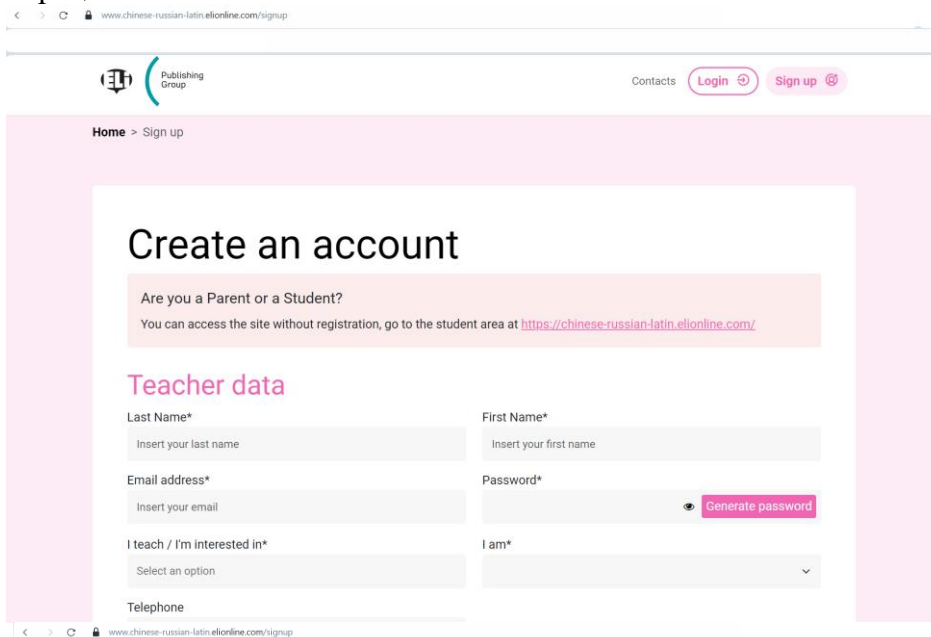 www.chinese-russian-latin.elionline.com/signup
ELi Publishing Group
Contacts Login Sign up
Home > Sign up
Create an account
Are you a Parent or a Student?
You can access the site without registration, go to the student area at https://chinese-russian-latin.elionline.com/
Teacher data
Last Name* First Name*
Insert your last name Insert your first name
Email address* Password*
Insert your email Generate password
I teach / I'm interested in* I am*
Select an option
Telephone
www.chinese-russian-latin.elionline.com/signup